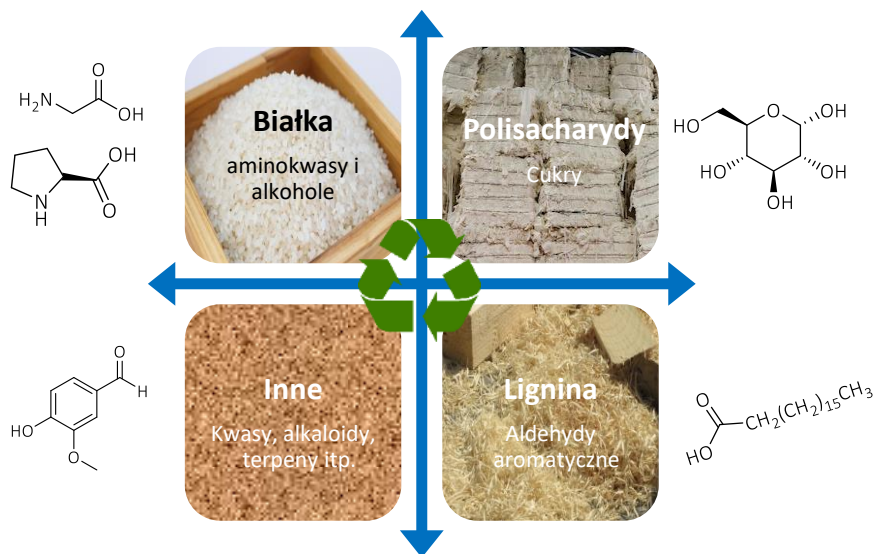 Białka
aminokwasy i
alkohole
Polisacharydy
Cukry
Inne
Kwasy, alkaloidy,
terpeny itp.
Lignina
Aldehydy
aromatyczne
O
H₂N
OH
OH
O
N
H
O
OH
HO
HO
OH
OH
O
H
HO
O
O
CH₂(CH₂)₁₅CH₃
HO